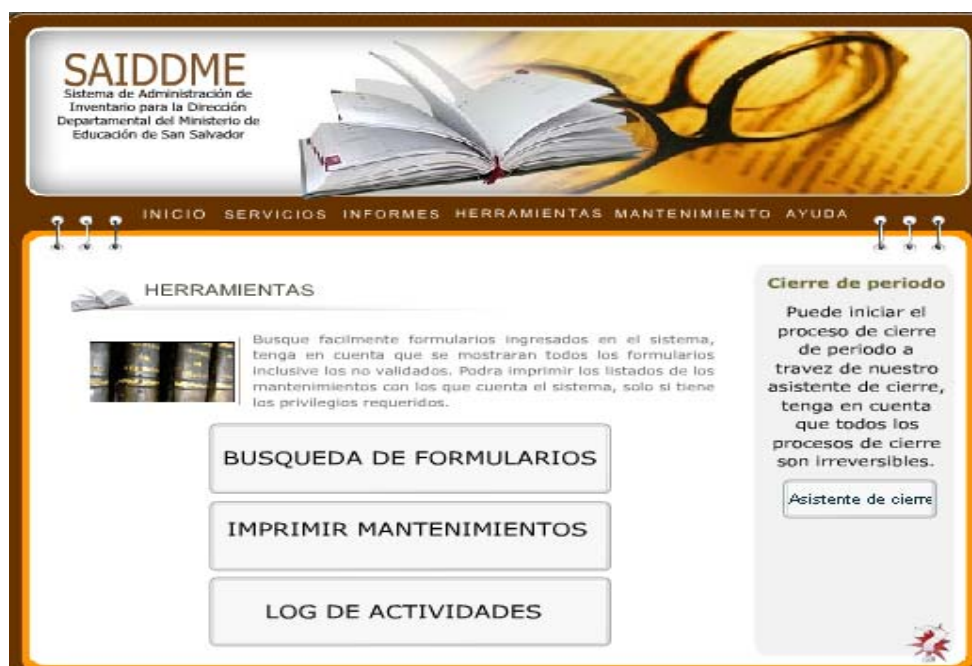 SAIDDME
Sistema de Administración de
Inventario para la Dirección
Departamental del Ministerio de
Educación de San Salvador
INICIO SERVICIOS INFORMES HERRAMIENTAS MANTENIMIENTO AYUDA
HERRAMIENTAS
Busque facilmente formularios ingresados en el sistema,
tenga en cuenta que se mostraran todos los formularios
inclusive los no validados. Podra imprimir los listados de los
mantenimientos con los que cuenta el sistema, solo si tiene
los privilegios requeridos.
BUSQUEDA DE FORMULARIOS
IMPRIMIR MANTENIMIENTOS
LOG DE ACTIVIDADES
Cierre de periodo
Puede iniciar el
proceso de cierre
de periodo a
travez de nuestro
asistente de cierre,
tenga en cuenta
que todos los
procesos de cierre
son irreversibles.
Asistente de cierre